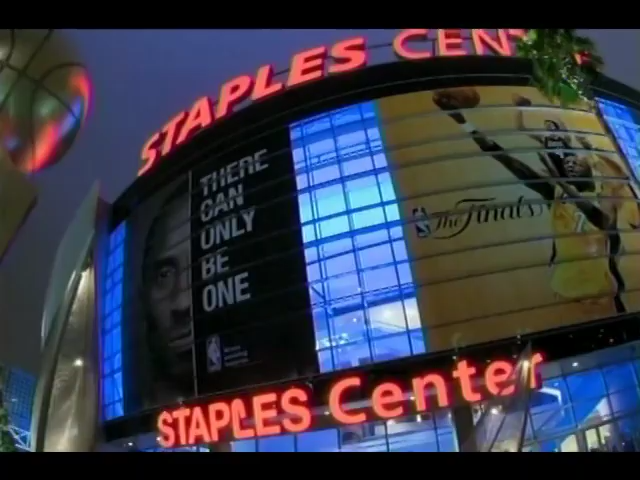 STAPLES CENT
THERE
CAN
ONLY
BE
ONE
The Finals
STAPLES Center